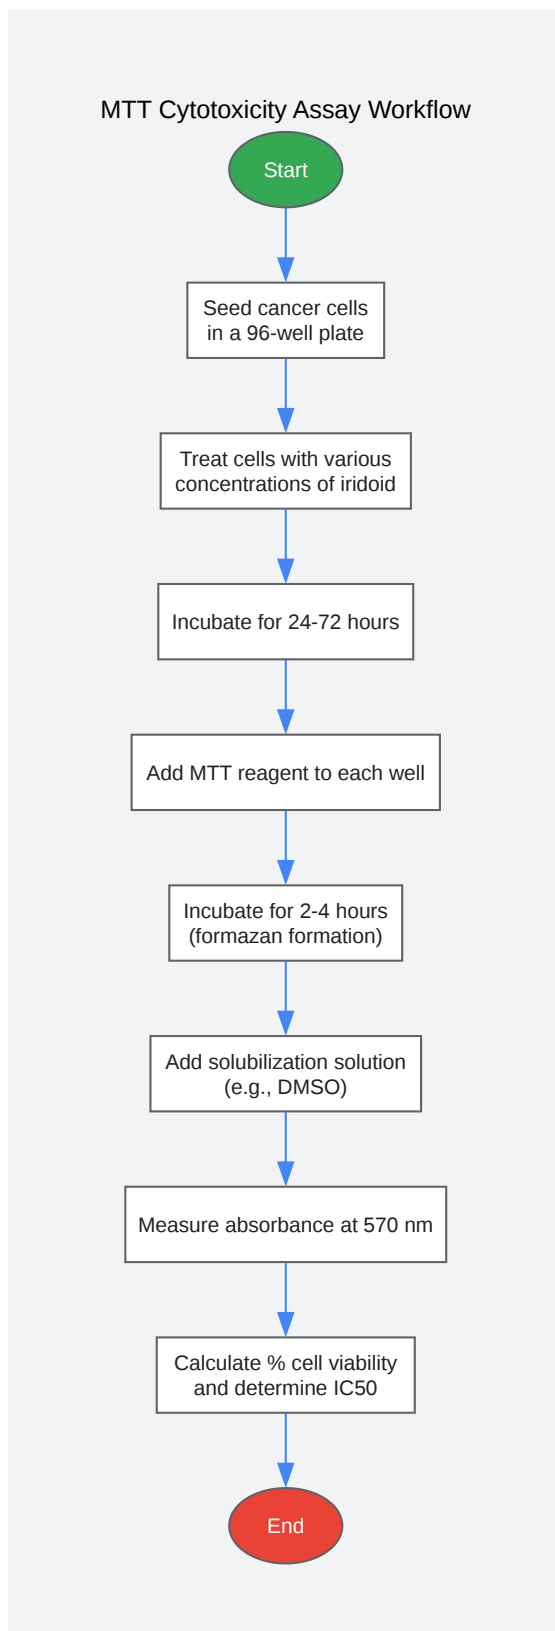 MTT Cytotoxicity Assay Workflow
Start
Seed cancer cells
in a 96-well plate
Treat cells with various
concentrations of iridoid
Incubate for 24-72 hours
Add MTT reagent to each well
Incubate for 2-4 hours
(formazan formation)
Add solubilization solution
(e.g., DMSO)
Measure absorbance at 570 nm
Calculate % cell viability
and determine IC50
End